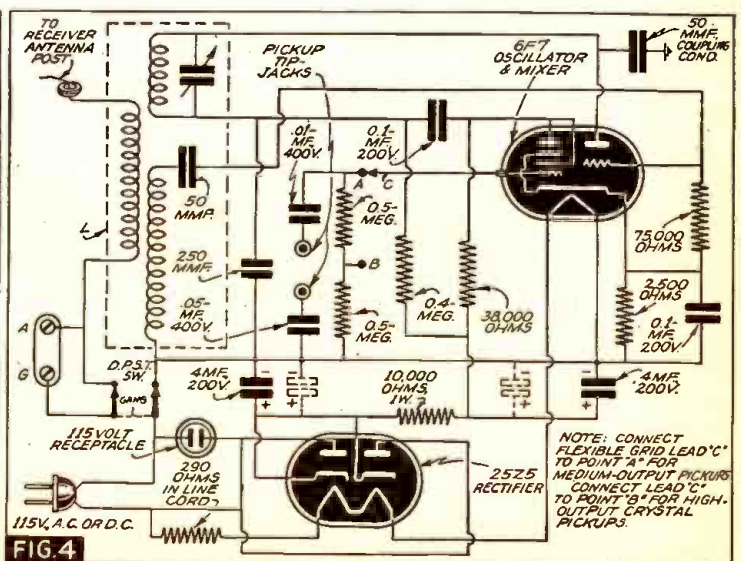 TO
RECEIVER
ANTENNA
POST
PICKUP
TIP-
JACKS
6F7
OSCILLATOR
& MIXER
50
MMF.
COUPLING
COND.
.01-
MF.
400V.
0.1-
MF.
200V.
A
C
50
MMF.
0.5-
MEG.
L
250
MMF.
B
75,000
OHMS
.05-
MF.
400V.
0.5-
MEG.
0.4-
MEG.
38,000
OHMS
2,500
OHMS
0.1-
MF.
200V.
A
G
D.P.S.T.
SW.
GANG
4MF.
200V.
-
+
-
+
10,000
OHMS,
1W.
-
+
-
+
4MF.
200V.
115 VOLT
RECEPTACLE
290
OHMS
IN LINE
CORD
25Z5
RECTIFIER
115V., A.C. OR D.C.
NOTE: CONNECT
FLEXIBLE GRID LEAD "C"
TO POINT "A" FOR
MEDIUM-OUTPUT PICKUPS
CONNECT LEAD "C"
TO POINT "B" FOR HIGH-
OUTPUT CRYSTAL
PICKUPS.
FIG.4